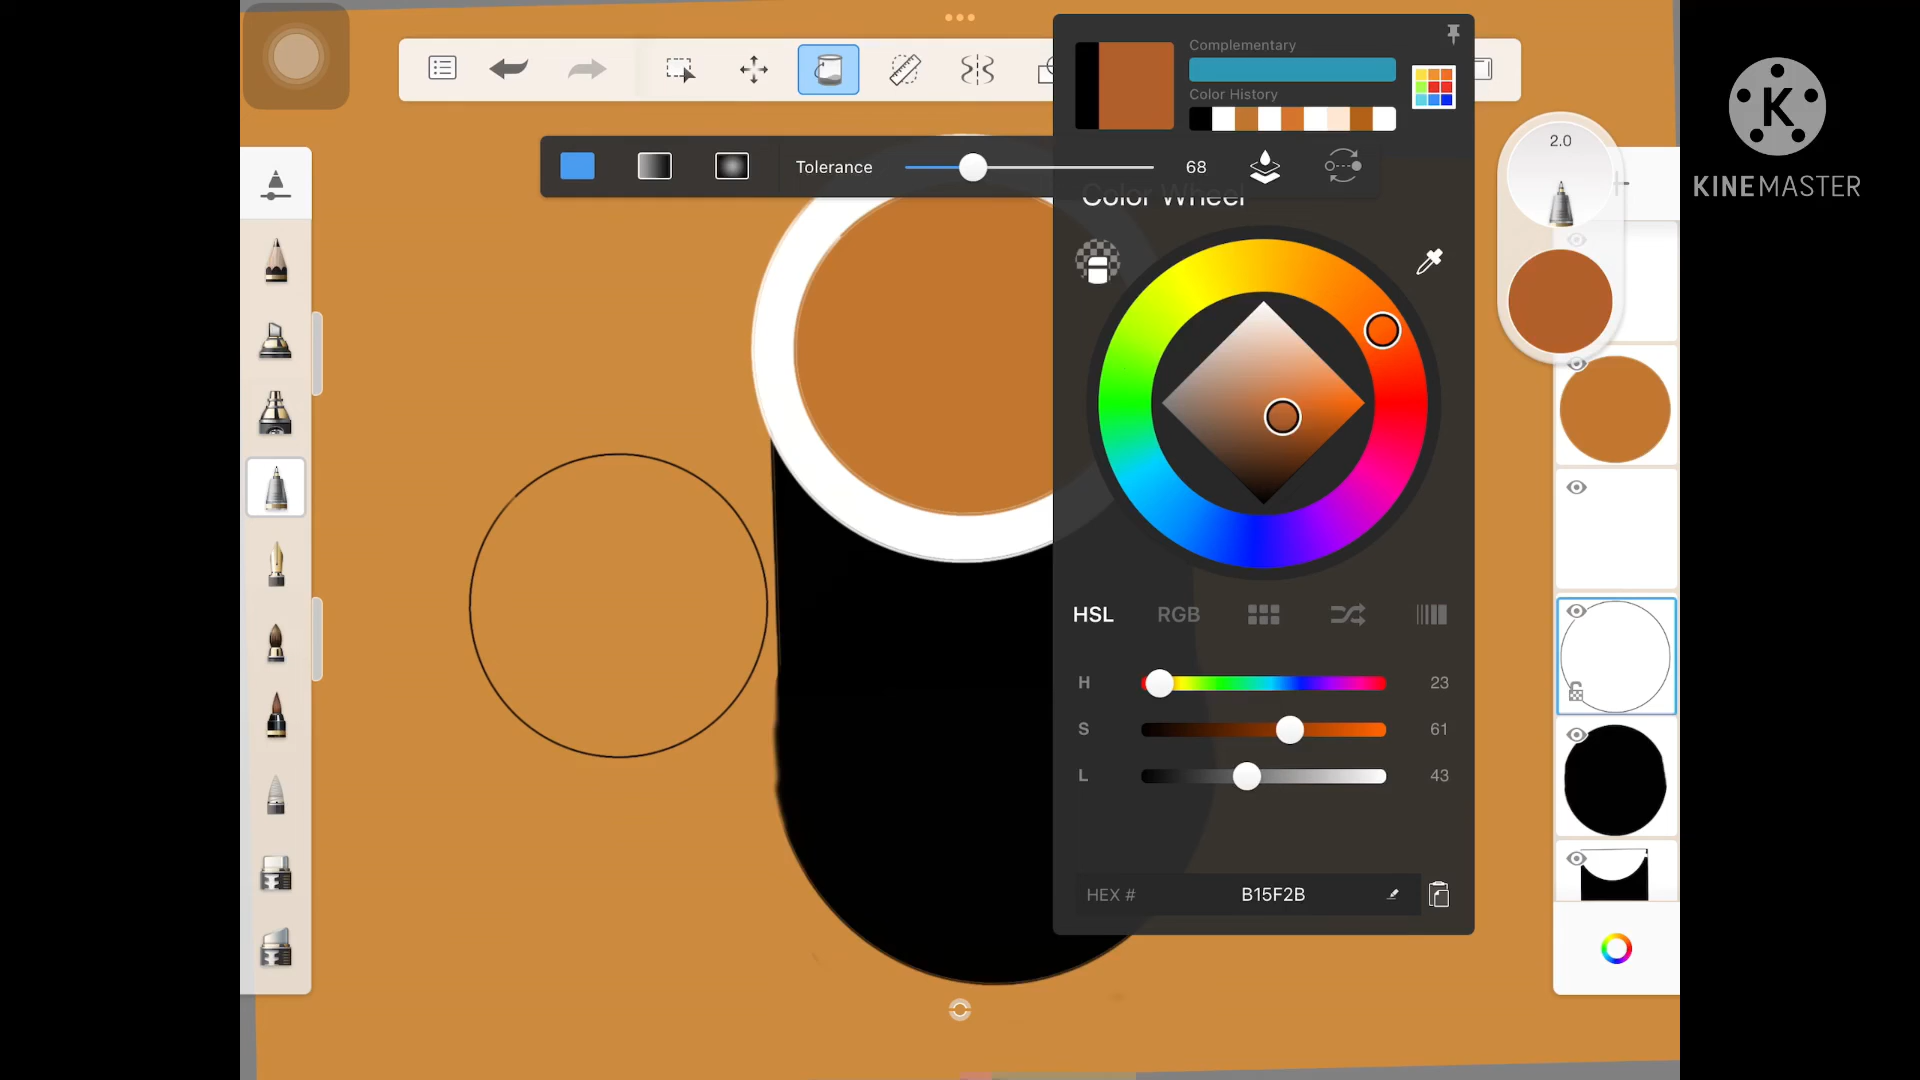 Complementary
Color History
2.0
K
KINEMASTER
Tolerance
68
Color Wheel
HSL
RGB
H
23
S
61
L
43
HEX #
B15F2B